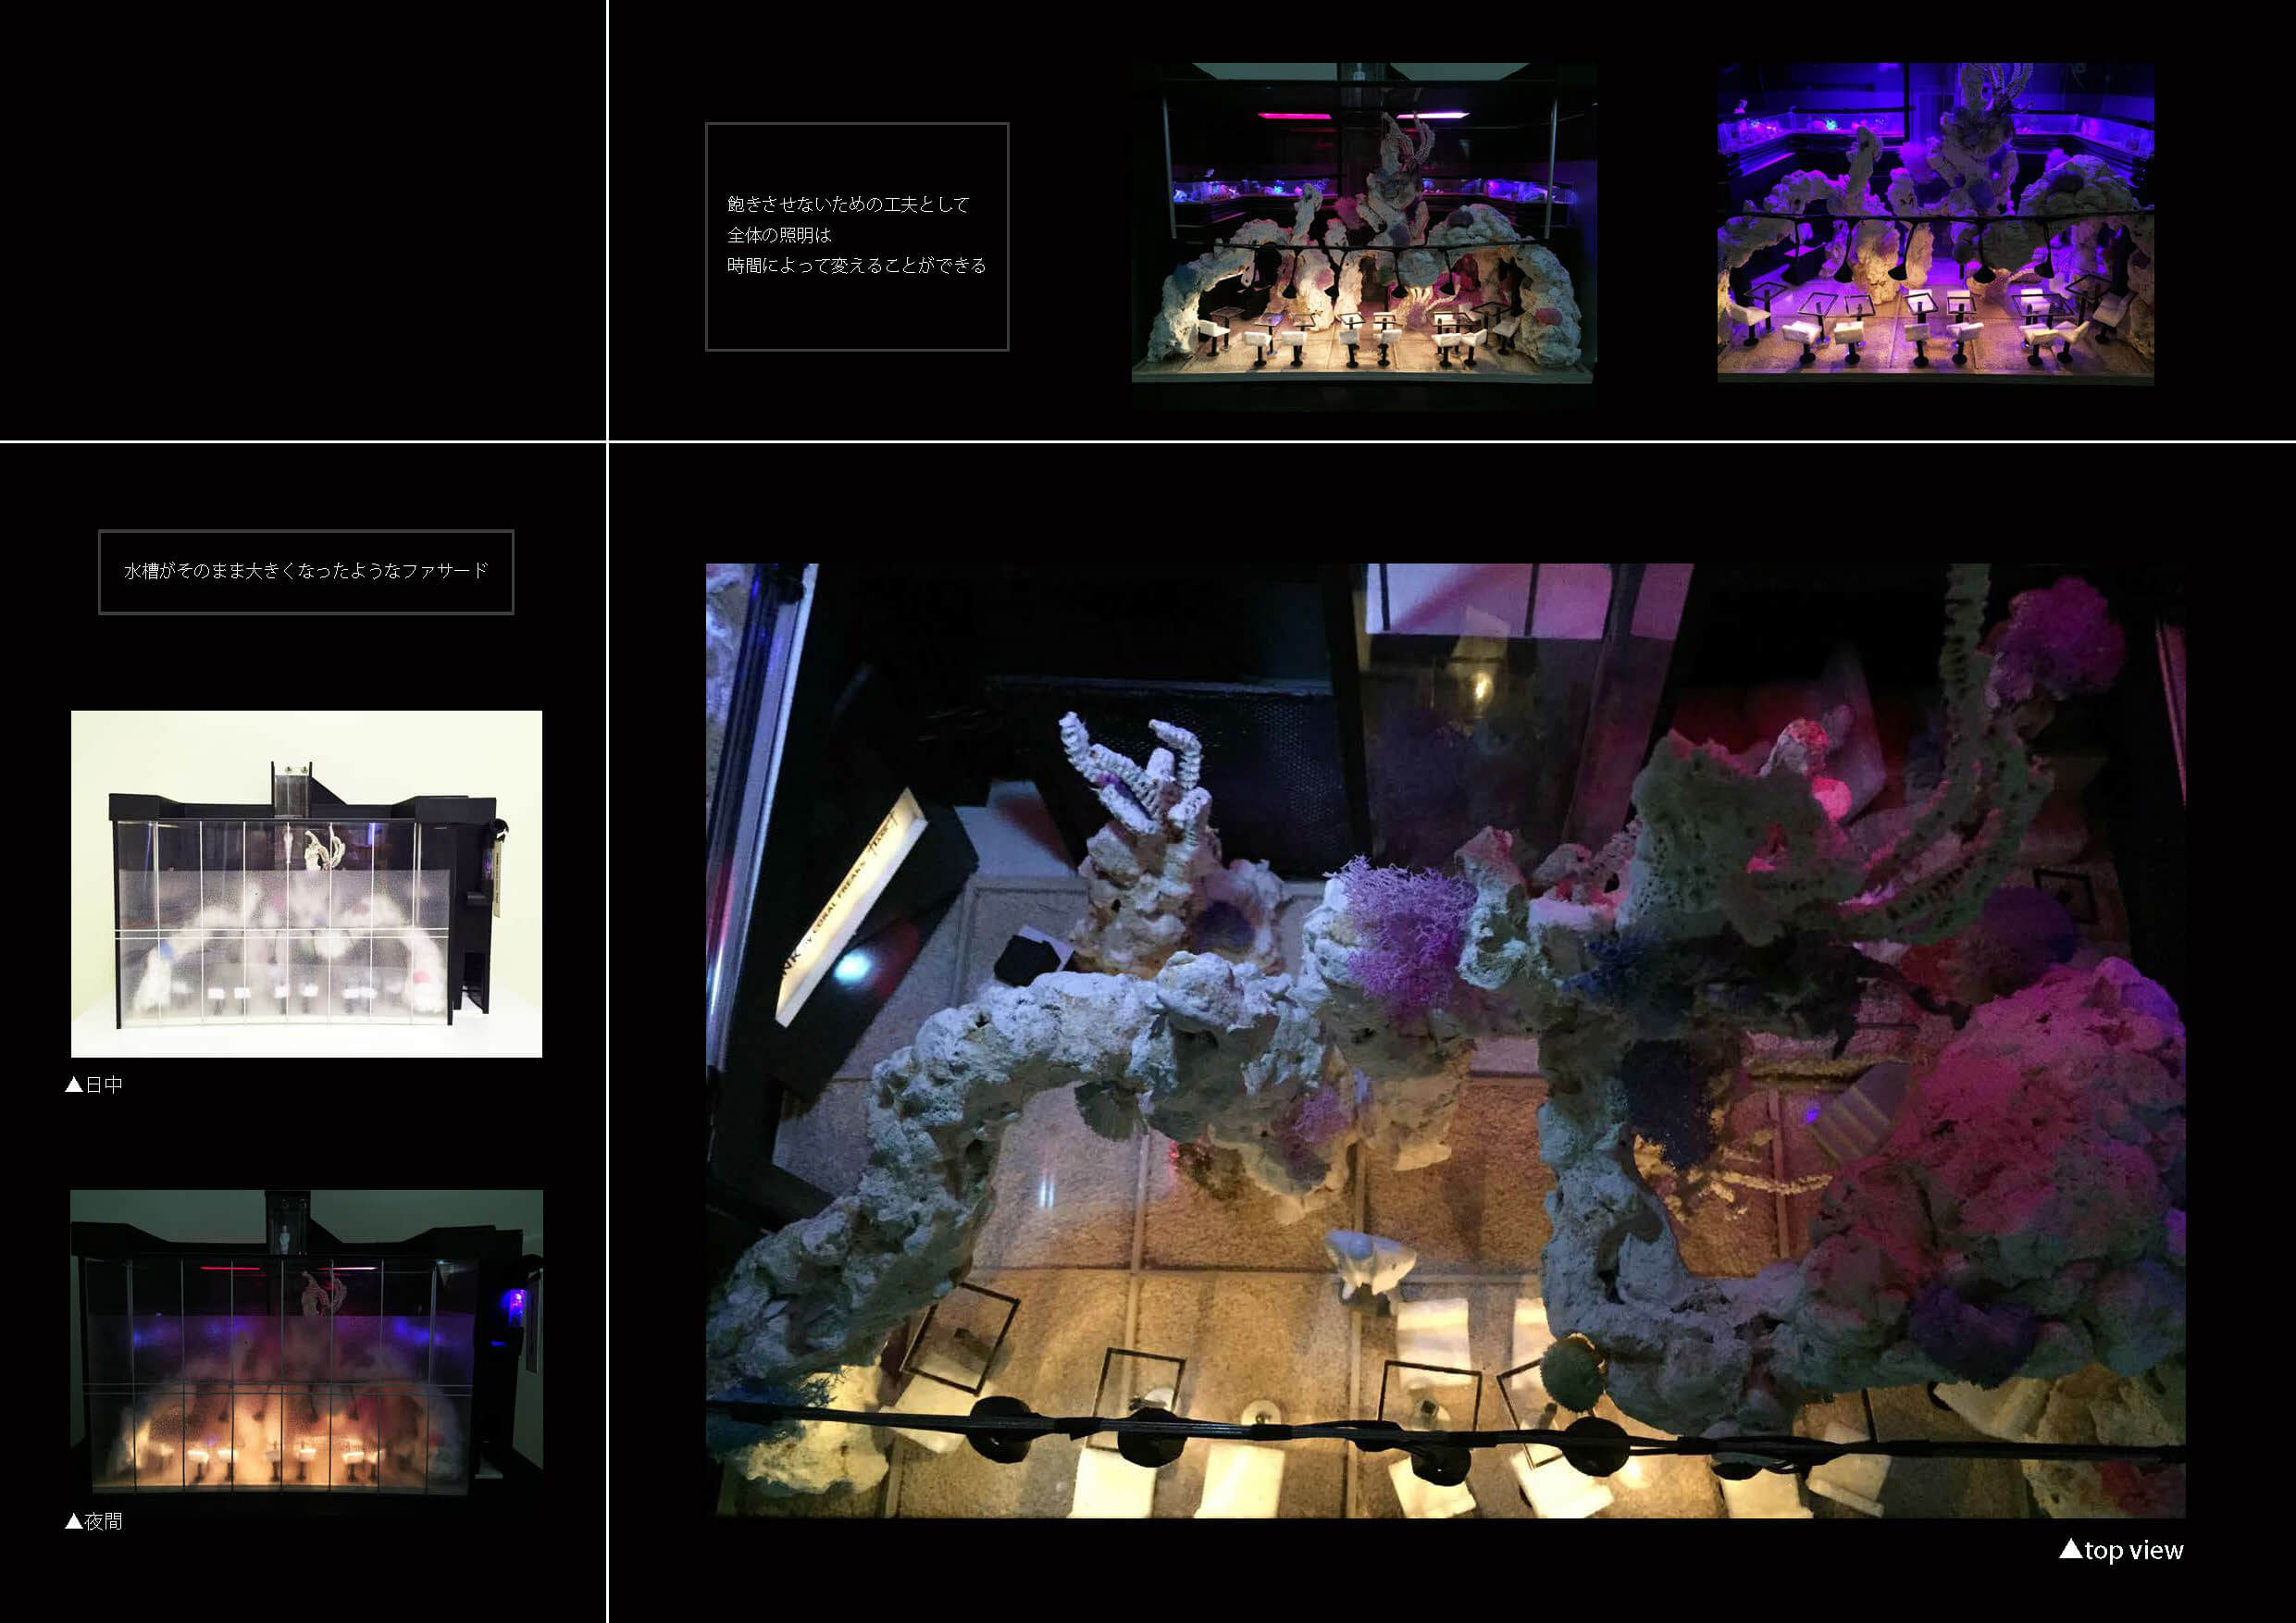 飽きさせないための工夫として
全体の照明は
時間によって変えることができる
水槽がそのまま大きくなったようなファサード
▲日中
▲夜間
BY CORAL FREAKS
▲top view